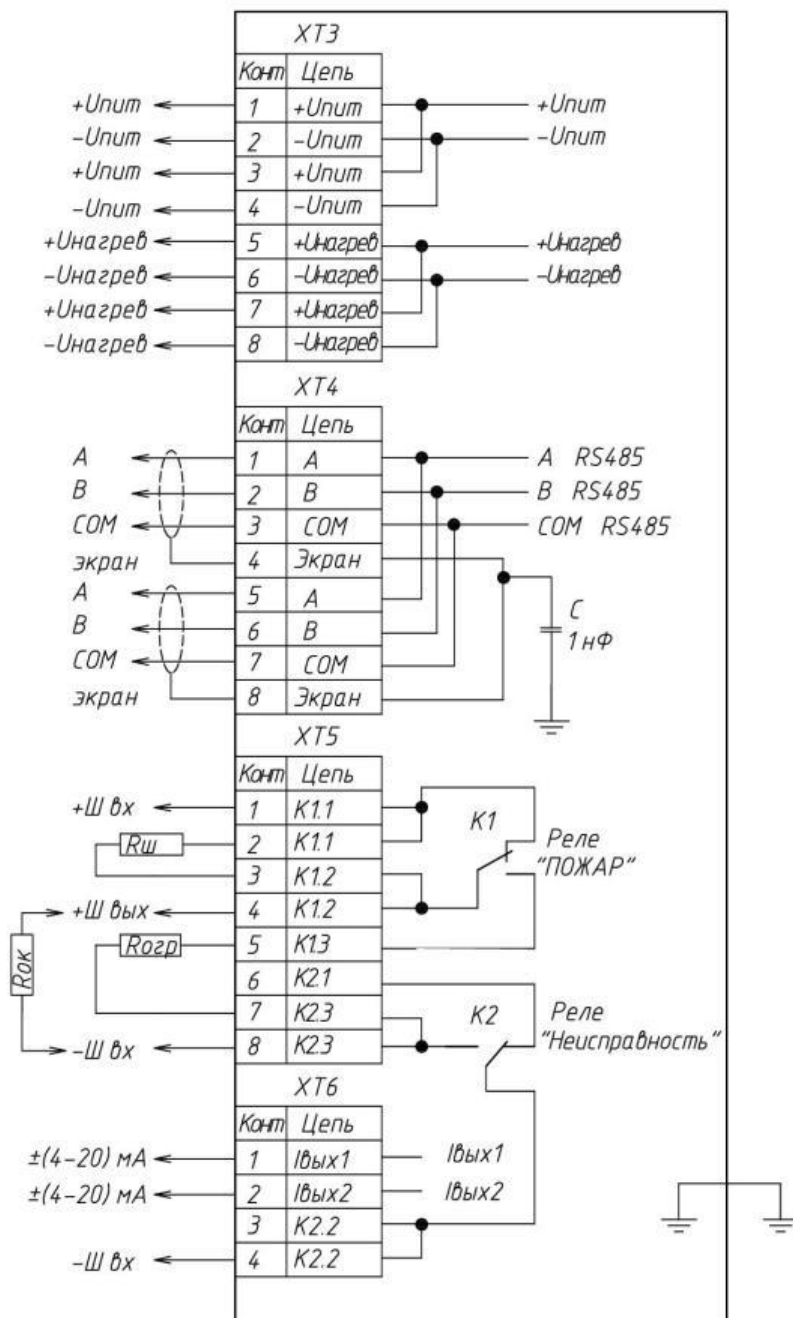 XT3
Конт Цепь
+Uпит 1 +Uпит +Uпит
-Uпит 2 -Uпит -Uпит
+Uпит 3 +Uпит
-Uпит 4 -Uпит
+Uнагрев 5 +Uнагрев +Uнагрев
-Uнагрев 6 -Uнагрев -Uнагрев
+Uнагрев 7 +Uнагрев
-Uнагрев 8 -Uнагрев
XT4
Конт Цепь
A 1 A A RS485
B 2 B B RS485
COM 3 COM COM RS485
экран 4 Экран
A 5 A
B 6 B
COM 7 COM
экран 8 Экран
C
1 нФ
XT5
Конт Цепь
+Ш вх 1 K1.1
Rш 2 K1.1
3 K1.2
+Ш вых 4 K1.2
Rогр 5 K1.3
6 K2.1
7 K2.3
-Ш вх 8 K2.3
Rок
K1
Реле
"ПОЖАР"
K2
Реле
"Неисправность"
XT6
Конт Цепь
±(4-20) мА 1 Iвых1 Iвых1
±(4-20) мА 2 Iвых2 Iвых2
3 K2.2
-Ш вх 4 K2.2